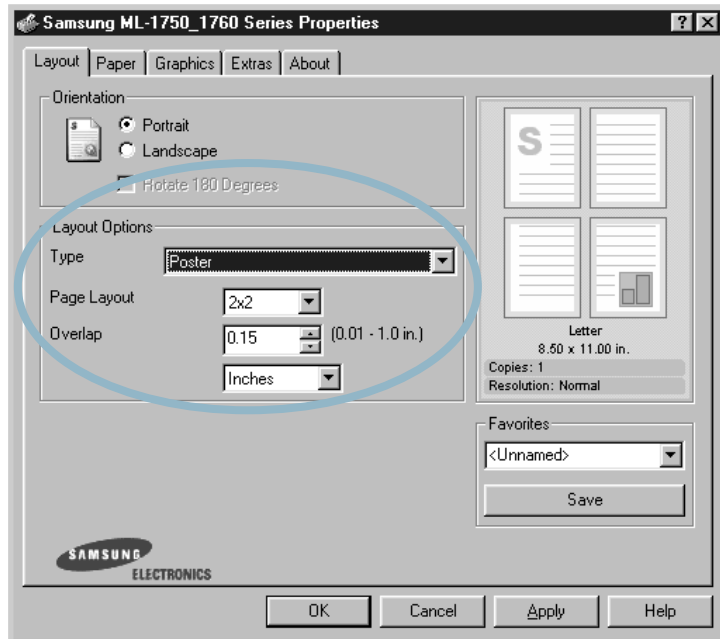 Samsung ML-1750_1760 Series Properties
Layout Paper Graphics Extras About
Orientation
S
Portrait
Landscape
Rotate 180 Degrees
Layout Options
Type Poster
Page Layout 2x2
Overlap 0.15 (0.01 - 1.0 in.)
Inches
S
Letter
8.50 x 11.00 in.
Copies: 1
Resolution: Normal
Favorites
<Unnamed>
Save
SAMSUNG
ELECTRONICS
OK Cancel Apply Help